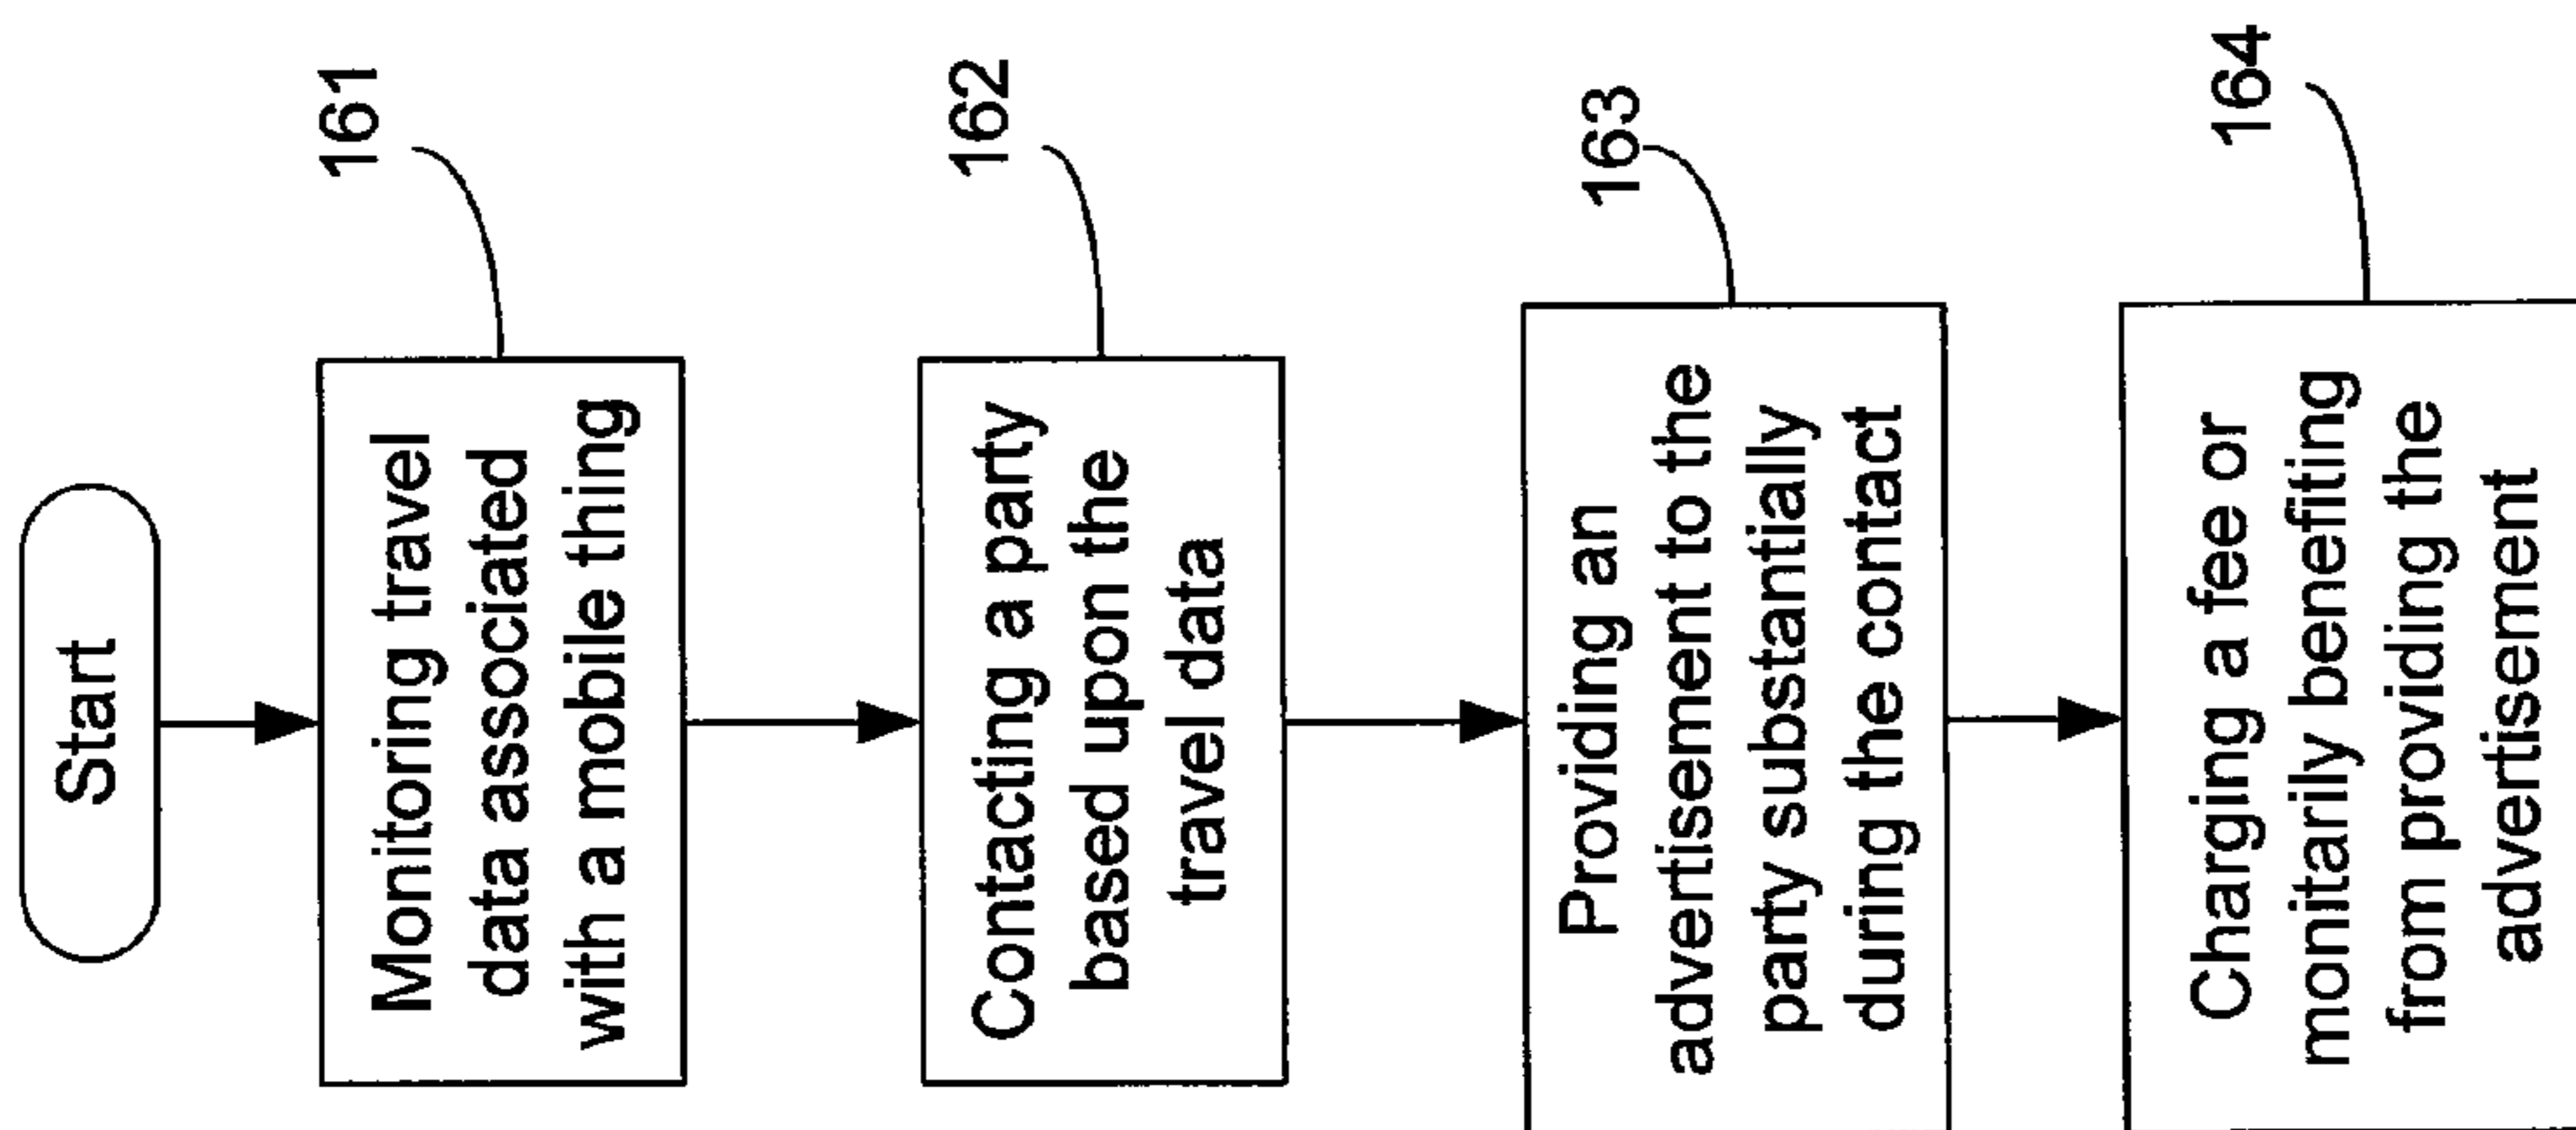 Start
161
Monitoring travel
data associated
with a mobile thing
162
Contacting a party
based upon the
travel data
163
Providing an
advertisement to the
party substantially
during the contact
164
Charging a fee or
monitarily benefiting
from providing the
advertisement